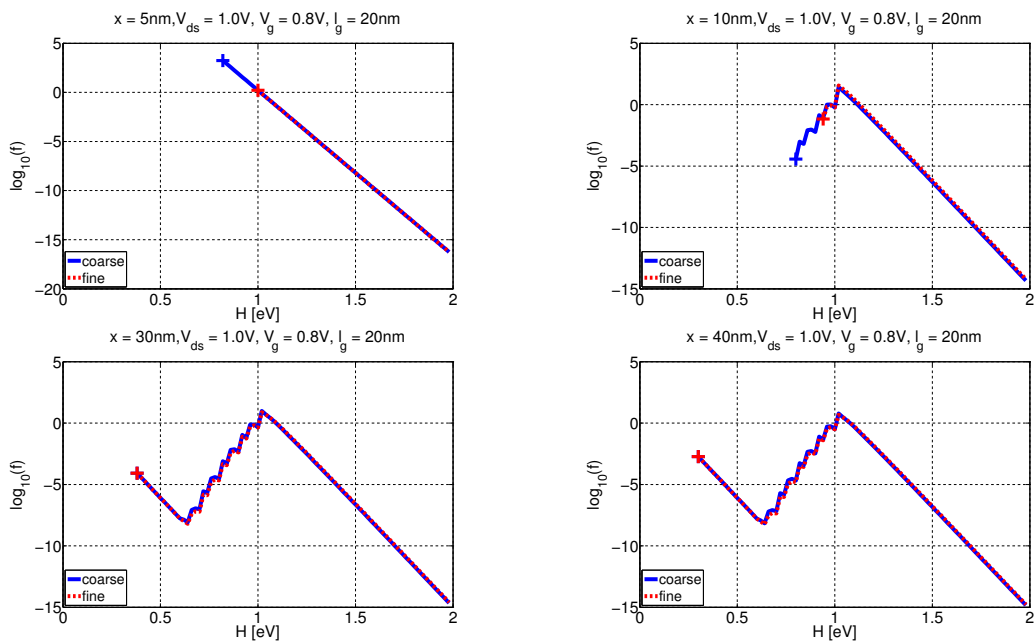 x = 5nm,V_ds = 1.0V, V_g = 0.8V, l_g = 20nm
5
0
−5
−10
−15
−20
log_10(f)
coarse
fine
0 0.5 1 1.5 2
H [eV]
x = 10nm,V_ds = 1.0V, V_g = 0.8V, l_g = 20nm
5
0
−5
−10
−15
log_10(f)
coarse
fine
0 0.5 1 1.5 2
H [eV]
x = 30nm,V_ds = 1.0V, V_g = 0.8V, l_g = 20nm
5
0
−5
−10
−15
log_10(f)
coarse
fine
0 0.5 1 1.5 2
H [eV]
x = 40nm,V_ds = 1.0V, V_g = 0.8V, l_g = 20nm
5
0
−5
−10
−15
log_10(f)
coarse
fine
0 0.5 1 1.5 2
H [eV]